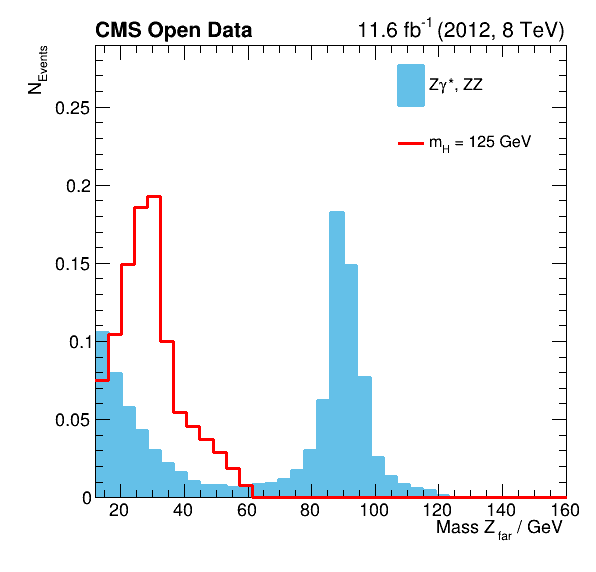 CMS Open Data 11.6 fb⁻¹ (2012, 8 TeV)
N_Events
Zγ*, ZZ
m_H = 125 GeV
0.25
0.2
0.15
0.1
0.05
0
20 40 60 80 100 120 140 160
Mass Z_far / GeV